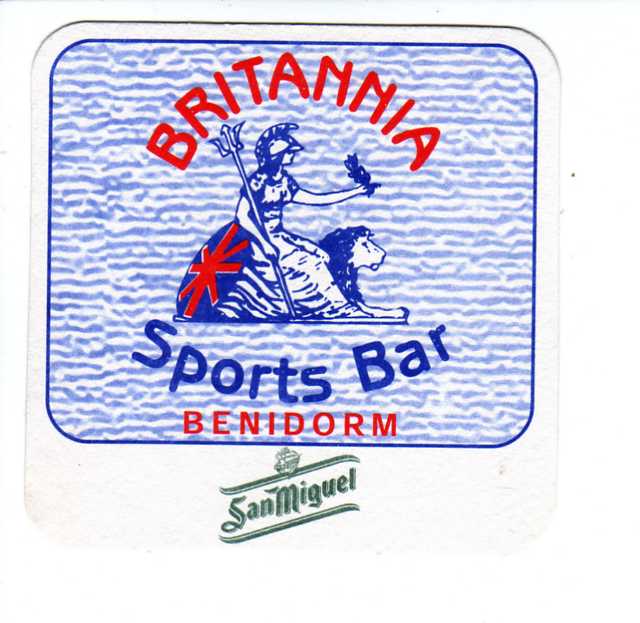 BRITANNIA
Sports Bar
BENIDORM
San Miguel